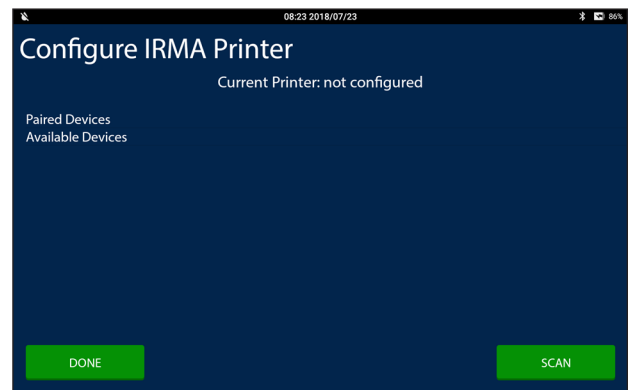 08:23 2018/07/23 86%
Configure IRMA Printer
Current Printer: not configured
Paired Devices
Available Devices
DONE SCAN